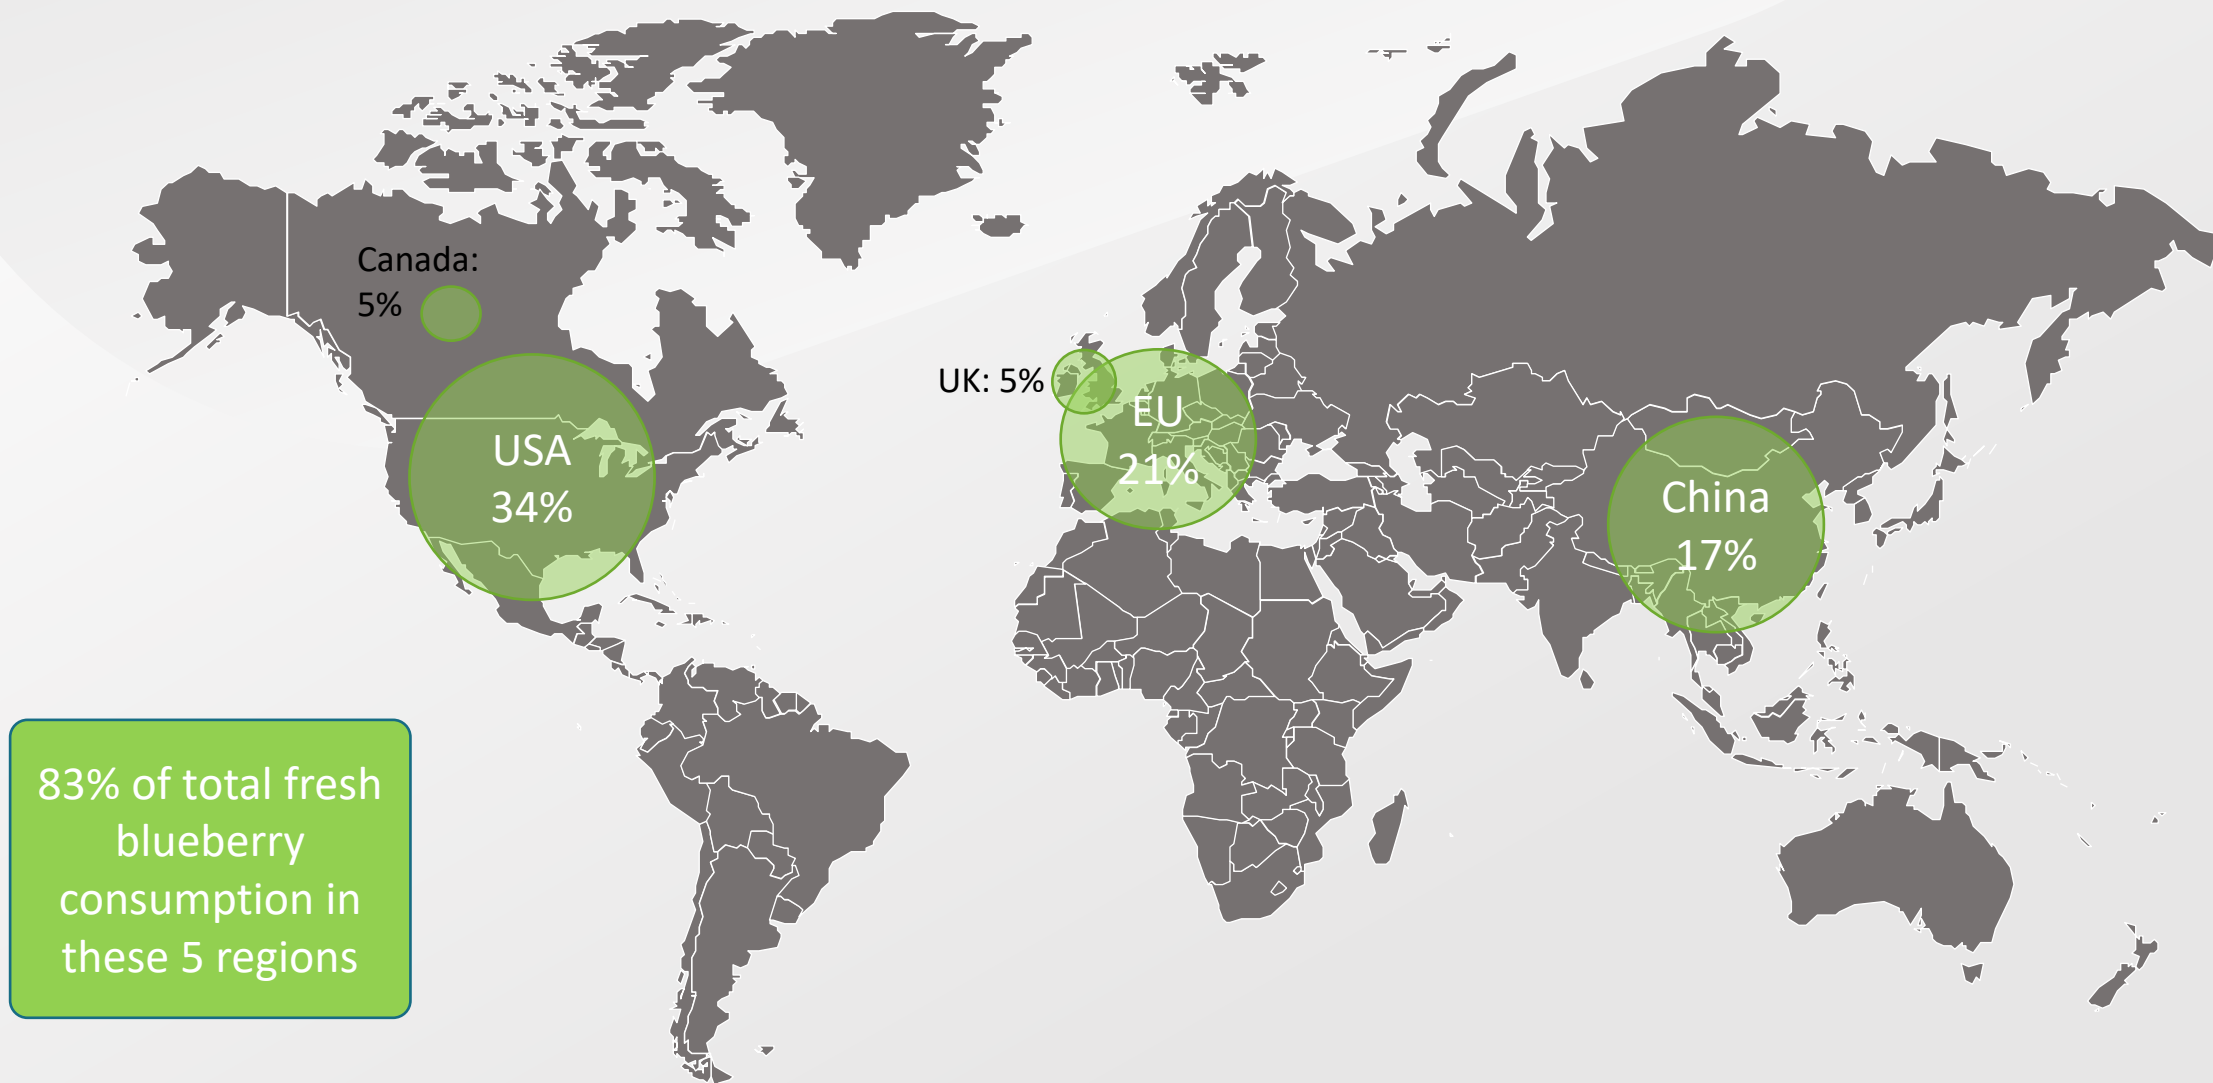 Canada:
5%
USA
34%
UK: 5%
EU
21%
China
17%
83% of total fresh
blueberry
consumption in
these 5 regions